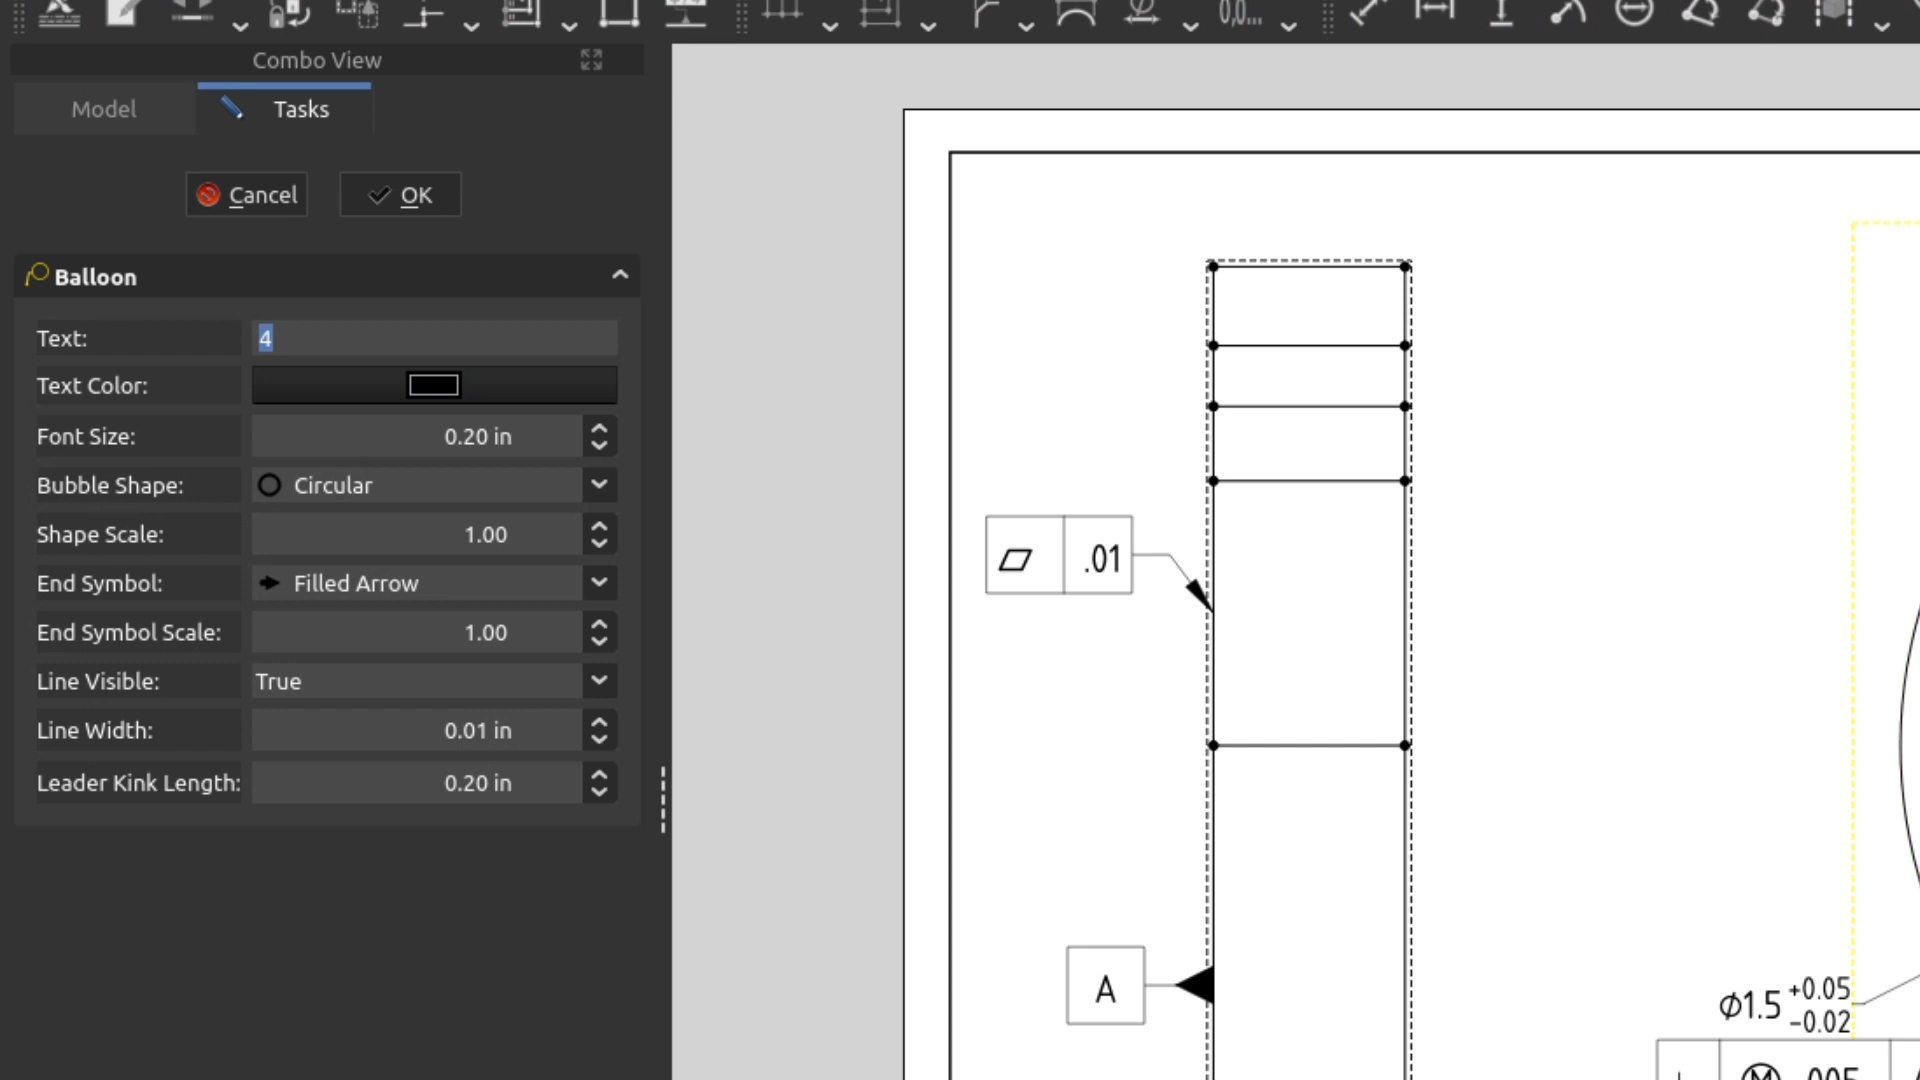 0,0...
Combo View
Model
Tasks
Cancel
OK
Balloon
Text:
4
Text Color:
Font Size:
0.20 in
Bubble Shape:
Circular
Shape Scale:
1.00
End Symbol:
Filled Arrow
End Symbol Scale:
1.00
Line Visible:
True
Line Width:
0.01 in
Leader Kink Length:
0.20 in
.01
A
Ø1.5 +0.05
−0.02